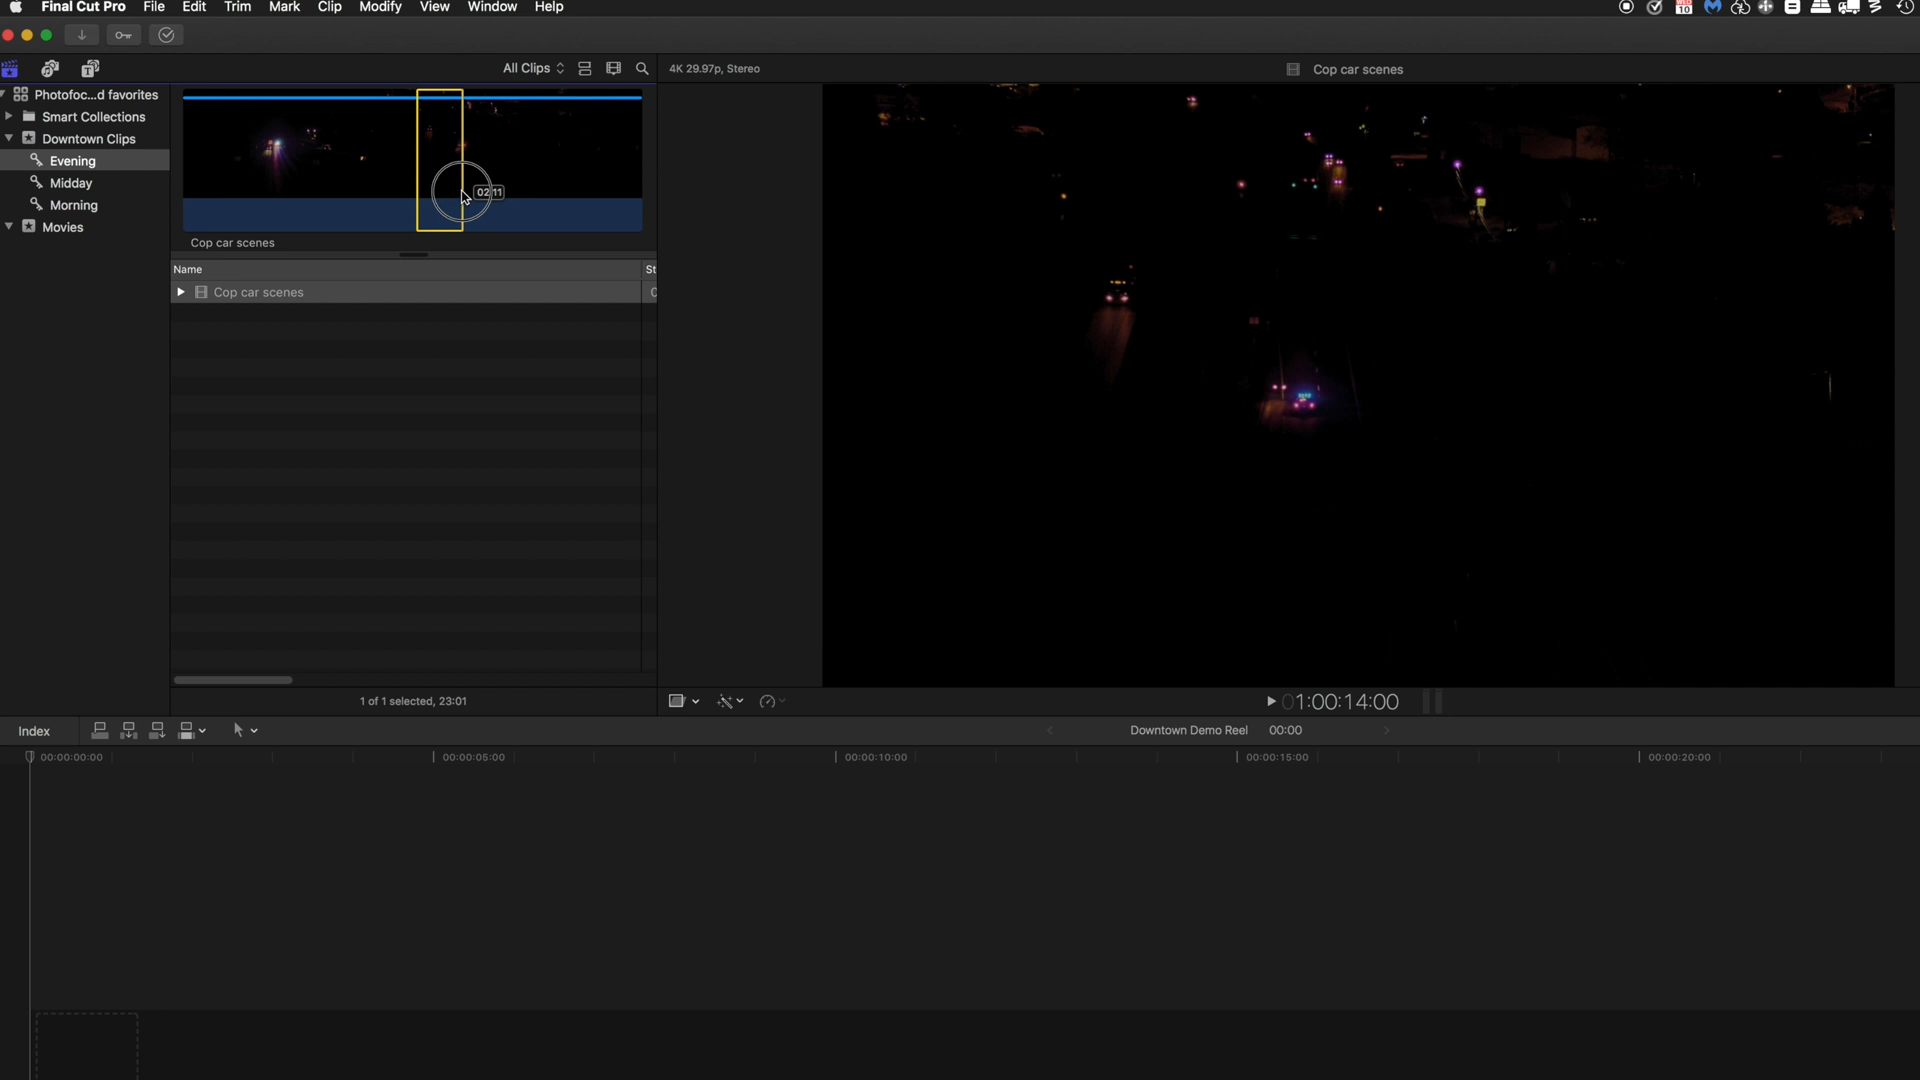 Final Cut Pro File Edit Trim Mark Clip Modify View Window Help
WED
10
All Clips
4K 29.97p, Stereo
Cop car scenes
Photofoc...d favorites
Smart Collections
Downtown Clips
Evening
Midday
Morning
Movies
02:11
Cop car scenes
Name St
Cop car scenes
1 of 1 selected, 23:01
01:00:14:00
Index
Downtown Demo Reel 00:00
00:00:00:00 00:00:05:00 00:00:10:00 00:00:15:00 00:00:20:00